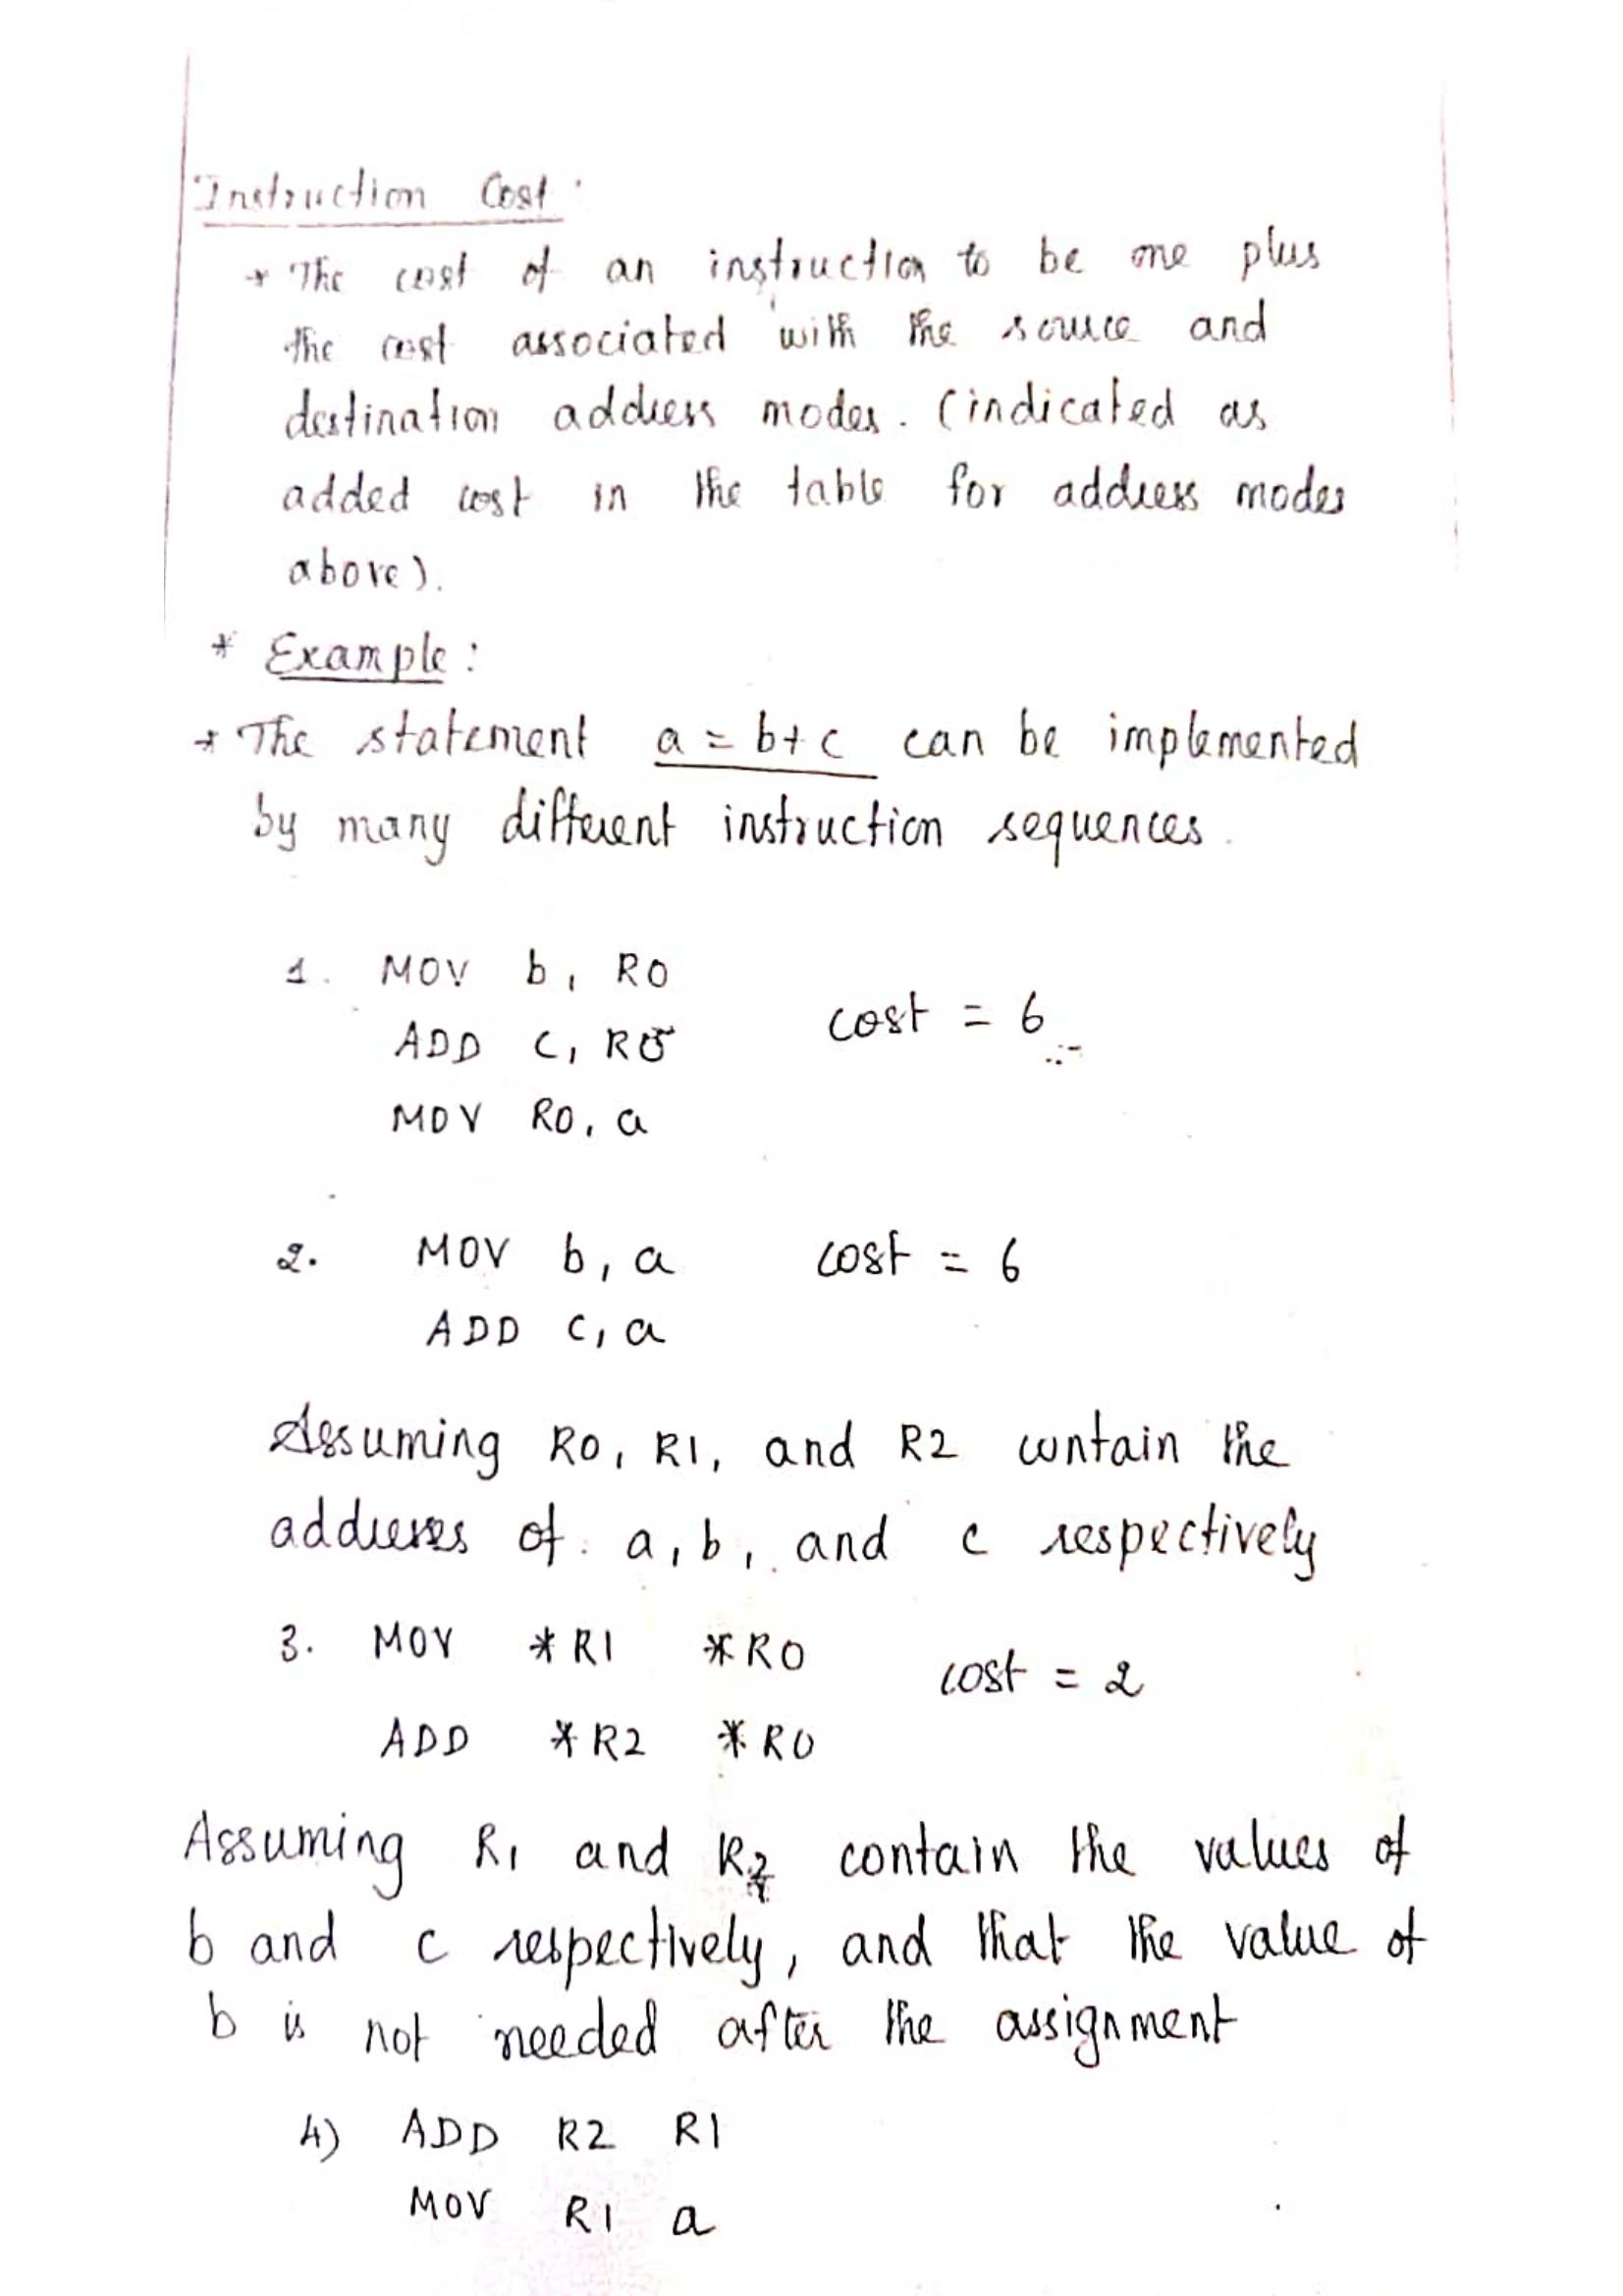 Instruction Cost:
* The cost of an instruction to be one plus
the cost associated with the source and
destination address modes. (indicated as
added cost in the table for address modes
above).
* Example:
* The statement a = b+c can be implemented
by many different instruction sequences.
1. MOV b, R0
ADD c, R0
cost = 6
MOV R0, a
2. MOV b, a cost = 6
ADD c, a
Assuming R0, R1, and R2 contain the
addresses of a, b, and c respectively
3. MOV *R1 *R0
cost = 2
ADD *R2 *R0
Assuming R1 and R2 contain the values of
b and c respectively, and that the value of
b is not needed after the assignment
4) ADD R2 R1
MOV R1 a